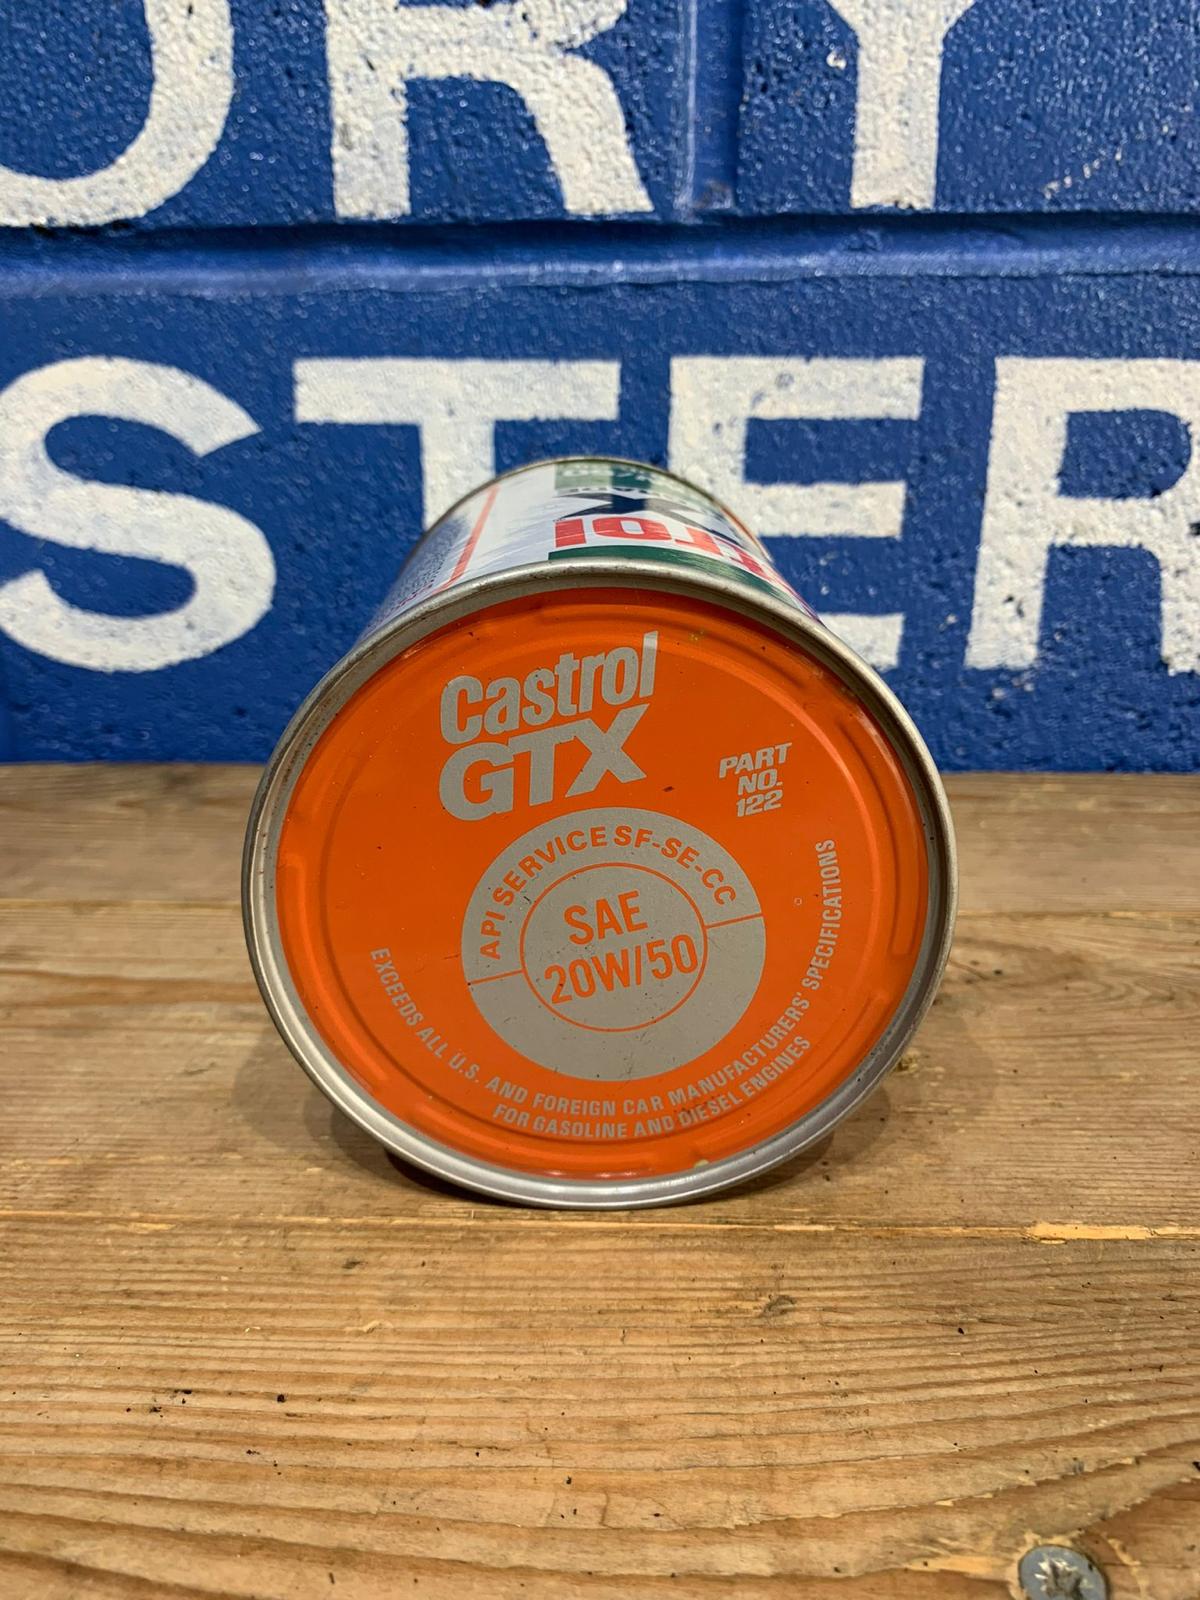 URY
STER
Castrol
GTX
PART
NO.
122
API SERVICE SF-SE-CC
SAE
20W/50
EXCEEDS ALL U.S. AND FOREIGN CAR MANUFACTURERS' SPECIFICATIONS
FOR GASOLINE AND DIESEL ENGINES